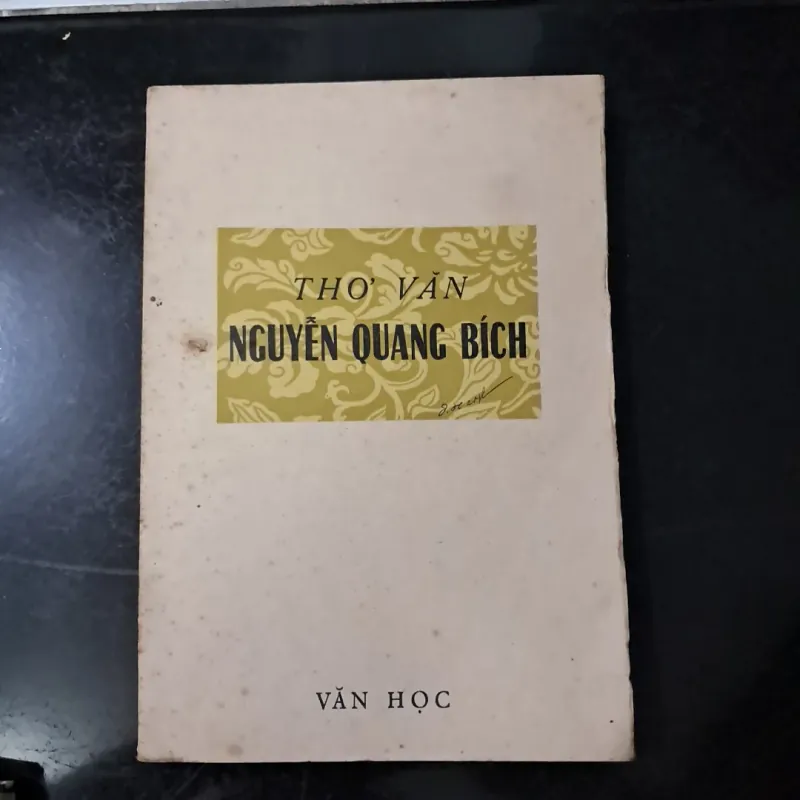 THƠ VĂN
NGUYỄN QUANG BÍCH
VĂN HỌC